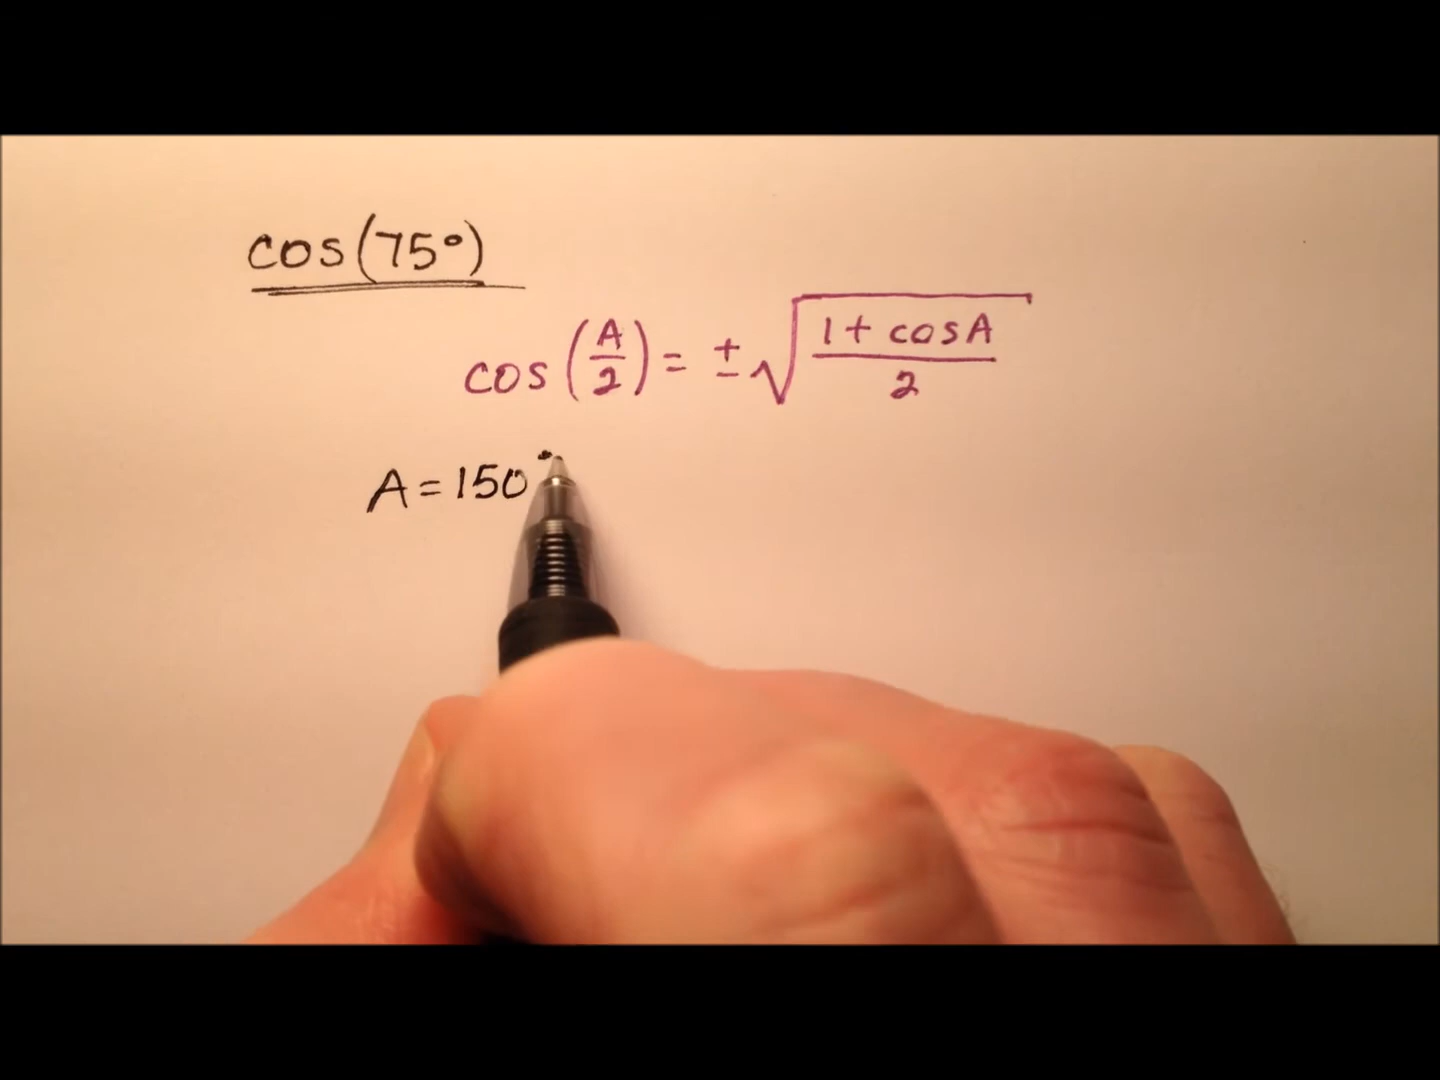 cos(75°)
cos(A/2) = ±√((1 + cosA)/2)
A = 150°